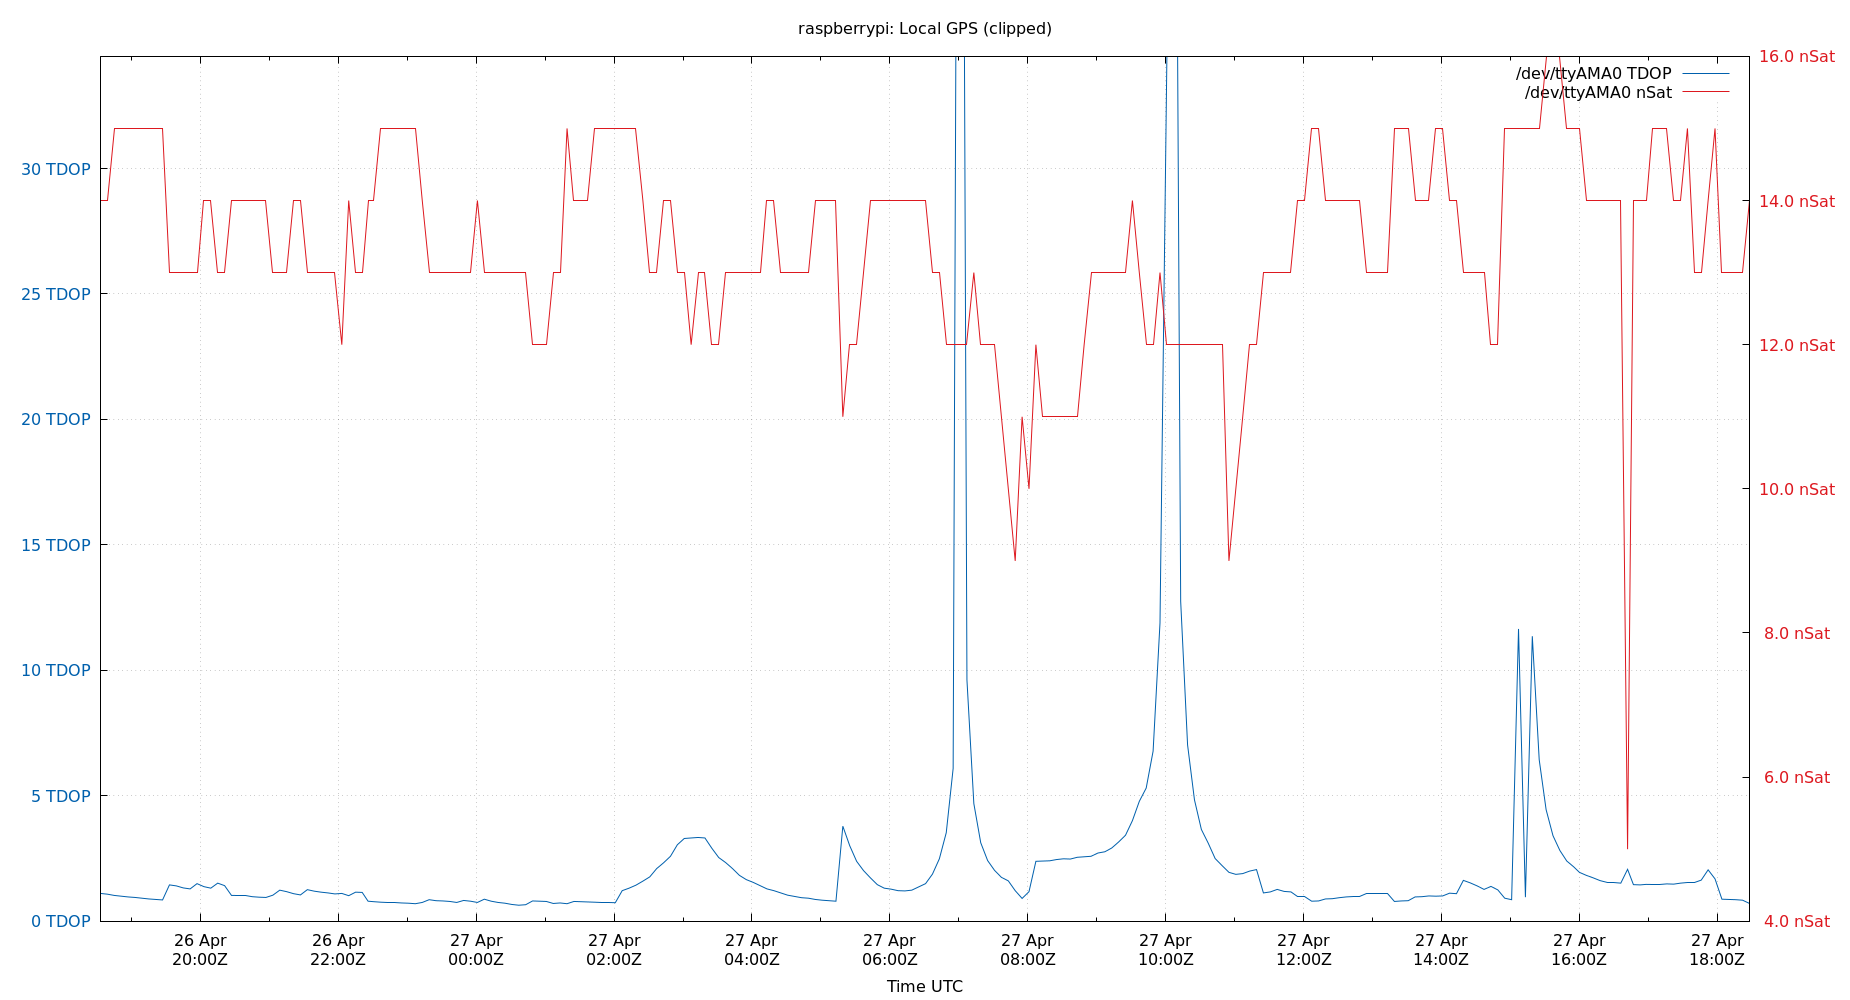 raspberrypi: Local GPS (clipped)
/dev/ttyAMA0 TDOP
/dev/ttyAMA0 nSat
30 TDOP
25 TDOP
20 TDOP
15 TDOP
10 TDOP
5 TDOP
0 TDOP
16.0 nSat
14.0 nSat
12.0 nSat
10.0 nSat
8.0 nSat
6.0 nSat
4.0 nSat
26 Apr
20:00Z
26 Apr
22:00Z
27 Apr
00:00Z
27 Apr
02:00Z
27 Apr
04:00Z
27 Apr
06:00Z
27 Apr
08:00Z
27 Apr
10:00Z
27 Apr
12:00Z
27 Apr
14:00Z
27 Apr
16:00Z
27 Apr
18:00Z
Time UTC